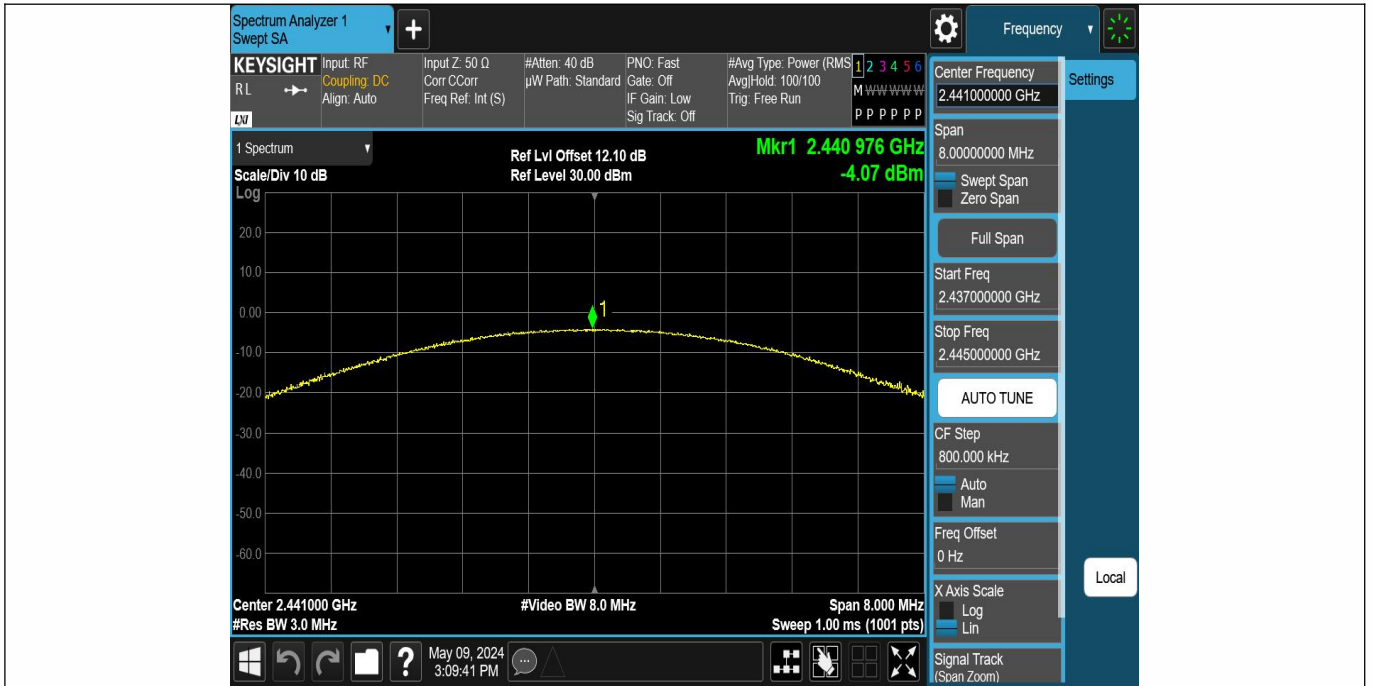 Spectrum Analyzer 1
Swept SA
+
Frequency
KEYSIGHT
RL
LXI
Input: RF
Coupling: DC
Align: Auto
Input Z: 50 Ω
Corr CCorr
Freq Ref: Int (S)
#Atten: 40 dB
µW Path: Standard
PNO: Fast
Gate: Off
IF Gain: Low
Sig Track: Off
#Avg Type: Power (RMS
Avg|Hold: 100/100
Trig: Free Run
1 2 3 4 5 6
M W W W W W
P P P P P P
Center Frequency
2.441000000 GHz
Settings
Span
8.00000000 MHz
Swept Span
Zero Span
Full Span
Start Freq
2.437000000 GHz
Stop Freq
2.445000000 GHz
AUTO TUNE
CF Step
800.000 kHz
Auto
Man
Freq Offset
0 Hz
X Axis Scale
Log
Lin
Local
Signal Track
(Span Zoom)
1 Spectrum
Scale/Div 10 dB
Ref Lvl Offset 12.10 dB
Ref Level 30.00 dBm
Mkr1 2.440 976 GHz
-4.07 dBm
Log
20.0
10.0
0.00
-10.0
-20.0
-30.0
-40.0
-50.0
-60.0
1
Center 2.441000 GHz
#Video BW 8.0 MHz
Span 8.000 MHz
#Res BW 3.0 MHz
Sweep 1.00 ms (1001 pts)
?
May 09, 2024
3:09:41 PM